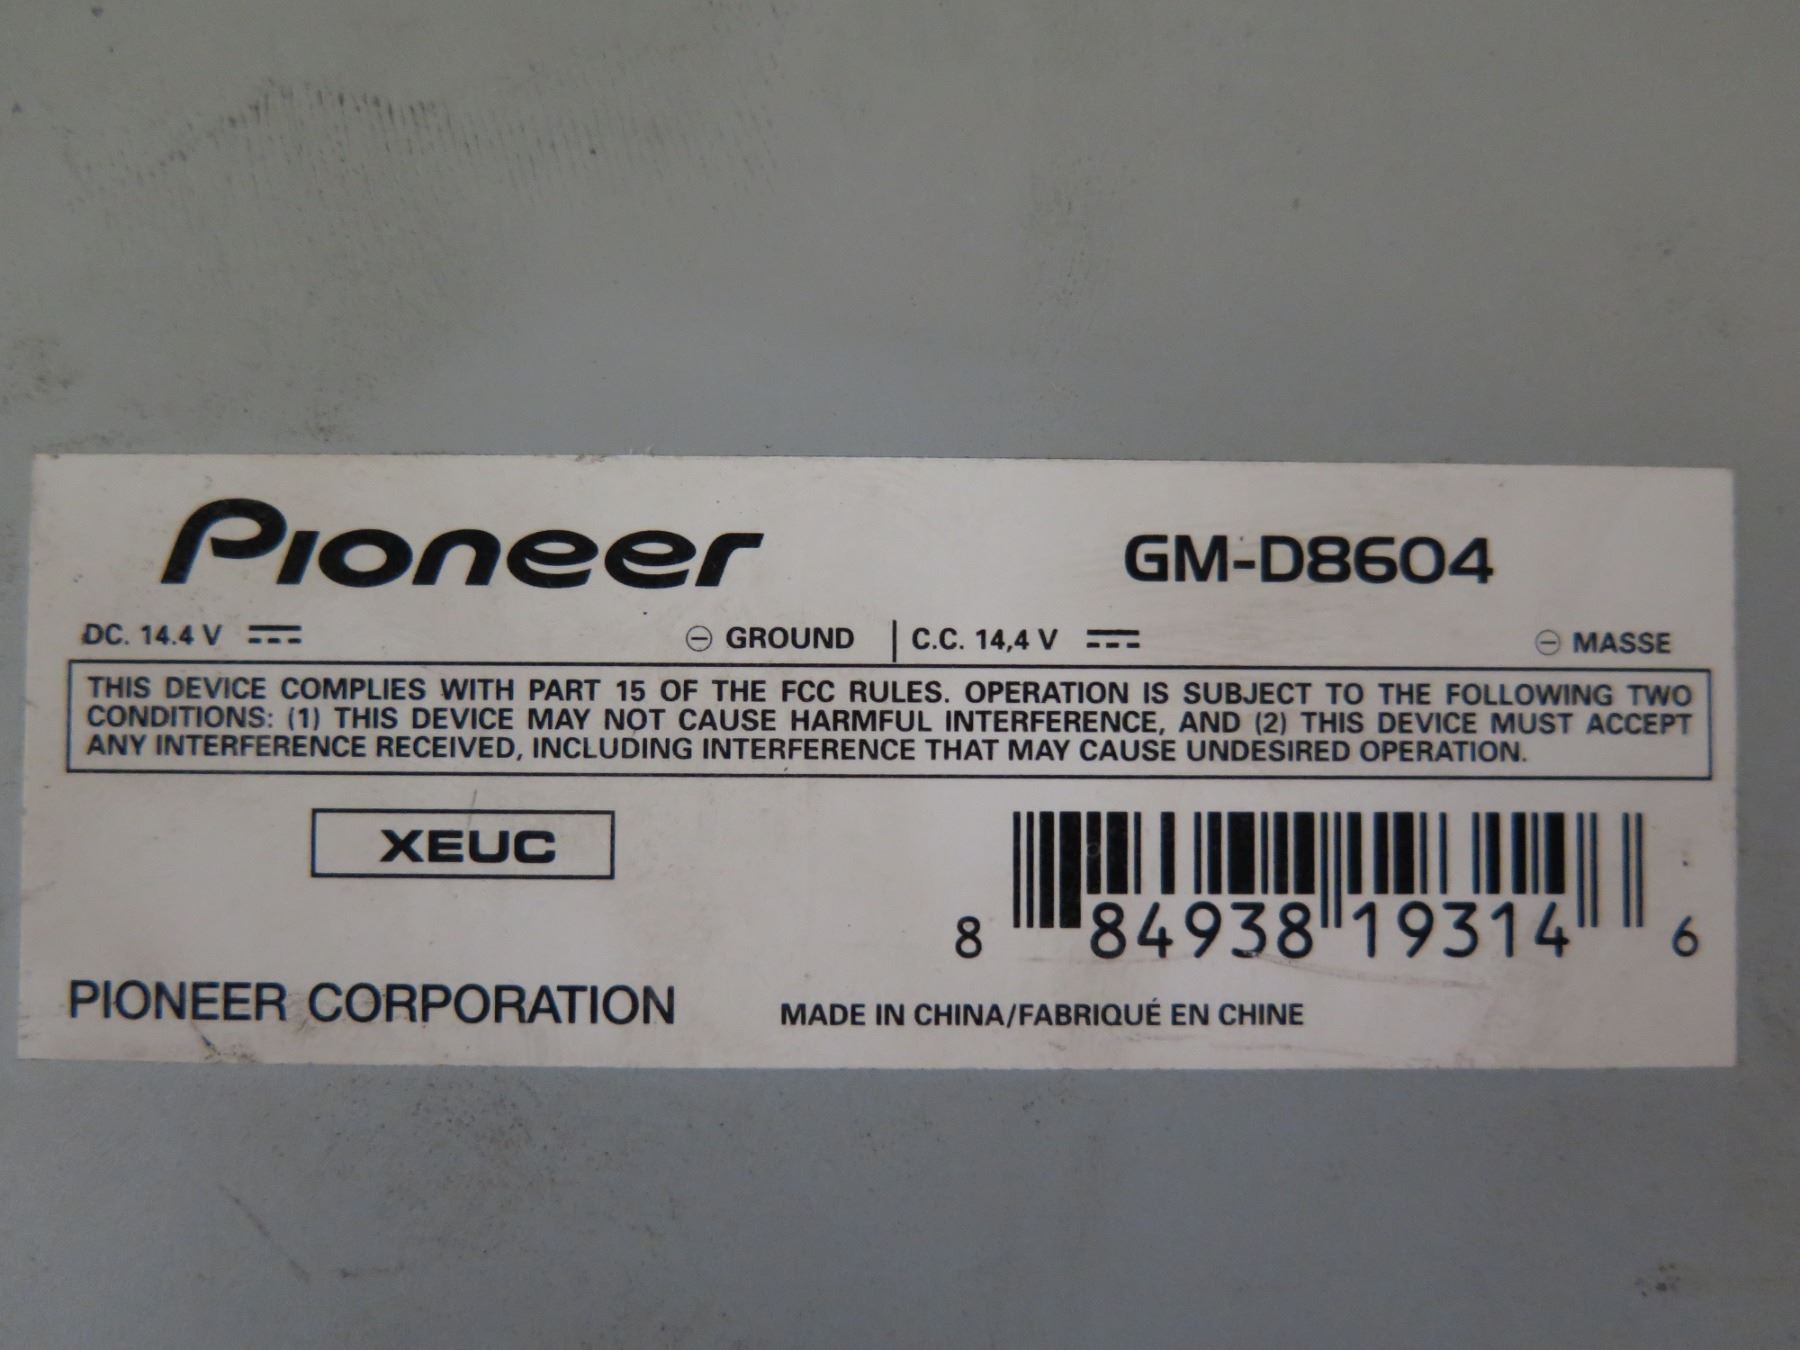 Pioneer GM-D8604
DC. 14.4 V ⎓ ⊖ GROUND | C.C. 14,4 V ⎓ ⊖ MASSE
THIS DEVICE COMPLIES WITH PART 15 OF THE FCC RULES. OPERATION IS SUBJECT TO THE FOLLOWING TWO
CONDITIONS: (1) THIS DEVICE MAY NOT CAUSE HARMFUL INTERFERENCE, AND (2) THIS DEVICE MUST ACCEPT
ANY INTERFERENCE RECEIVED, INCLUDING INTERFERENCE THAT MAY CAUSE UNDESIRED OPERATION.
XEUC
8 84938 19314 6
PIONEER CORPORATION MADE IN CHINA/FABRIQUÉ EN CHINE